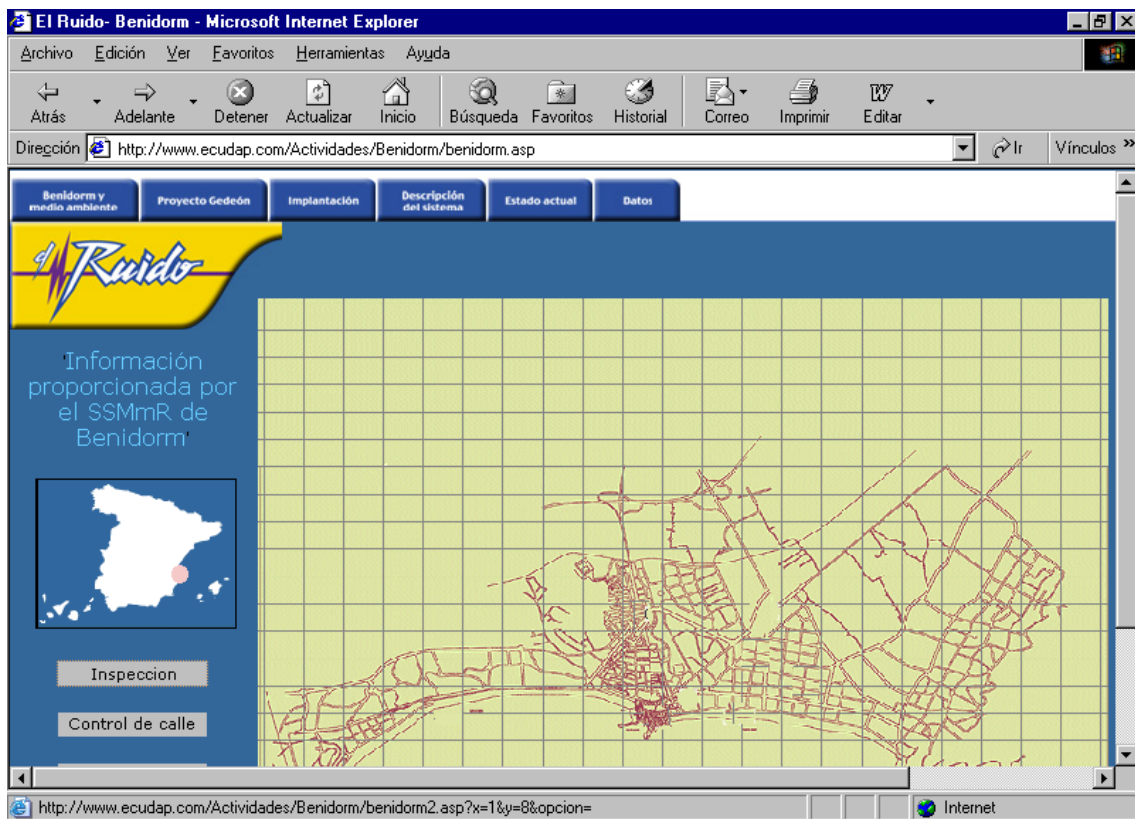 El Ruido- Benidorm - Microsoft Internet Explorer
Archivo Edición Ver Favoritos Herramientas Ayuda
Atrás Adelante Detener Actualizar Inicio Búsqueda Favoritos Historial Correo Imprimir Editar
Dirección http://www.ecudap.com/Actividades/Benidorm/benidorm.asp Ir Vínculos »
Benidorm y
medio ambiente
Proyecto Gedeón
Implantación
Descripción
del sistema
Estado actual
Datos
el Ruido
'Información
proporcionada por
el SSMmR de
Benidorm'
Inspeccion
Control de calle
http://www.ecudap.com/Actividades/Benidorm/benidorm2.asp?x=1&y=8&opcion= Internet